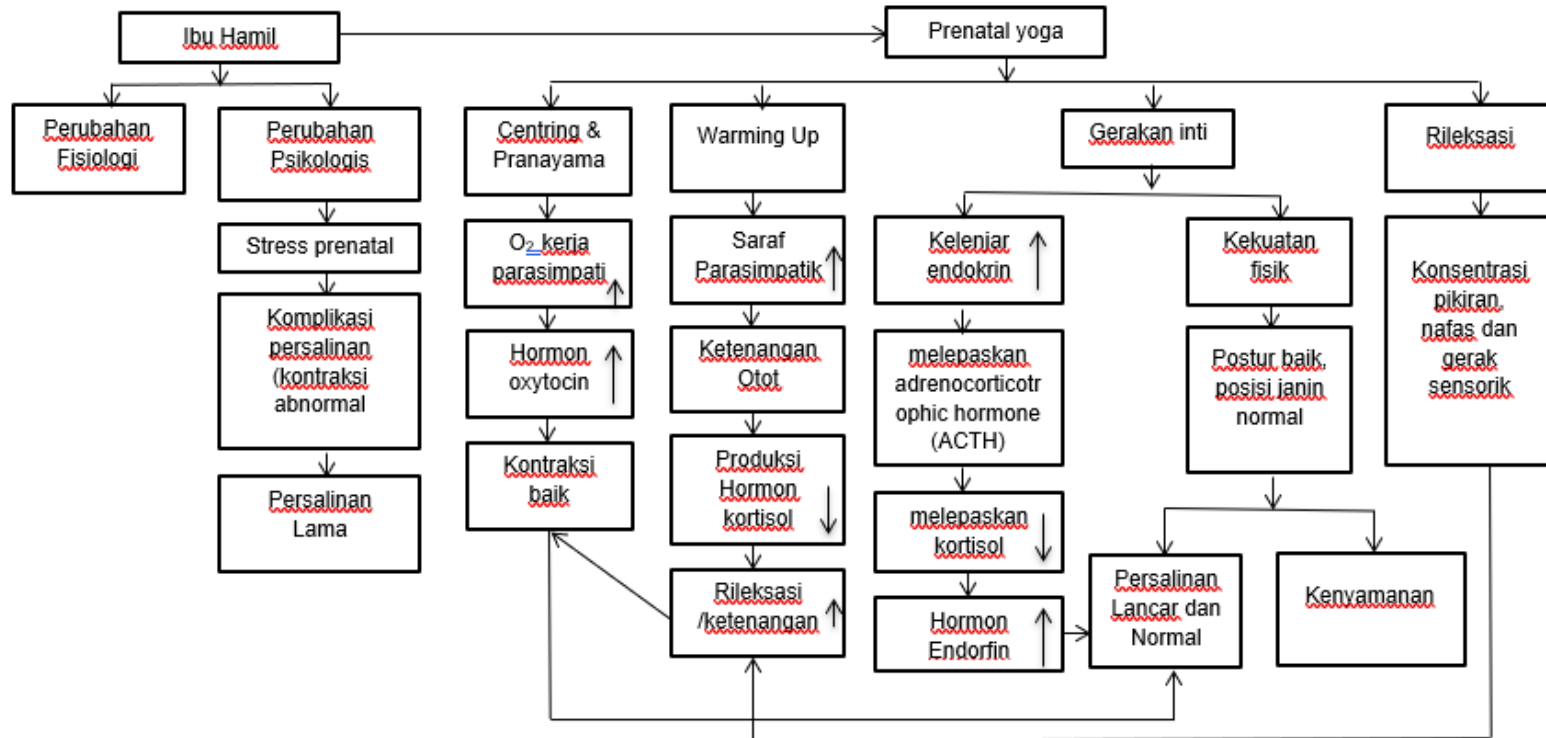 Ibu Hamil
Prenatal yoga
Perubahan
Fisiologi
Perubahan
Psikologis
Centring &
Pranayama
Warming Up
Gerakan inti
Rileksasi
Stress prenatal
O2 kerja
parasimpati
Saraf
Parasimpatik
Kelenjar
endokrin
Kekuatan
fisik
Konsentrasi
pikiran,
nafas dan
gerak
sensorik
Komplikasi
persalinan
(kontraksi
abnormal
Hormon
oxytocin
Ketenangan
Otot
melepaskan
adrenocorticotr
ophic hormone
(ACTH)
Postur baik,
posisi janin
normal
Persalinan
Lama
Kontraksi
baik
Produksi
Hormon
kortisol
melepaskan
kortisol
Rileksasi
/ketenangan
Hormon
Endorfin
Persalinan
Lancar dan
Normal
Kenyamanan